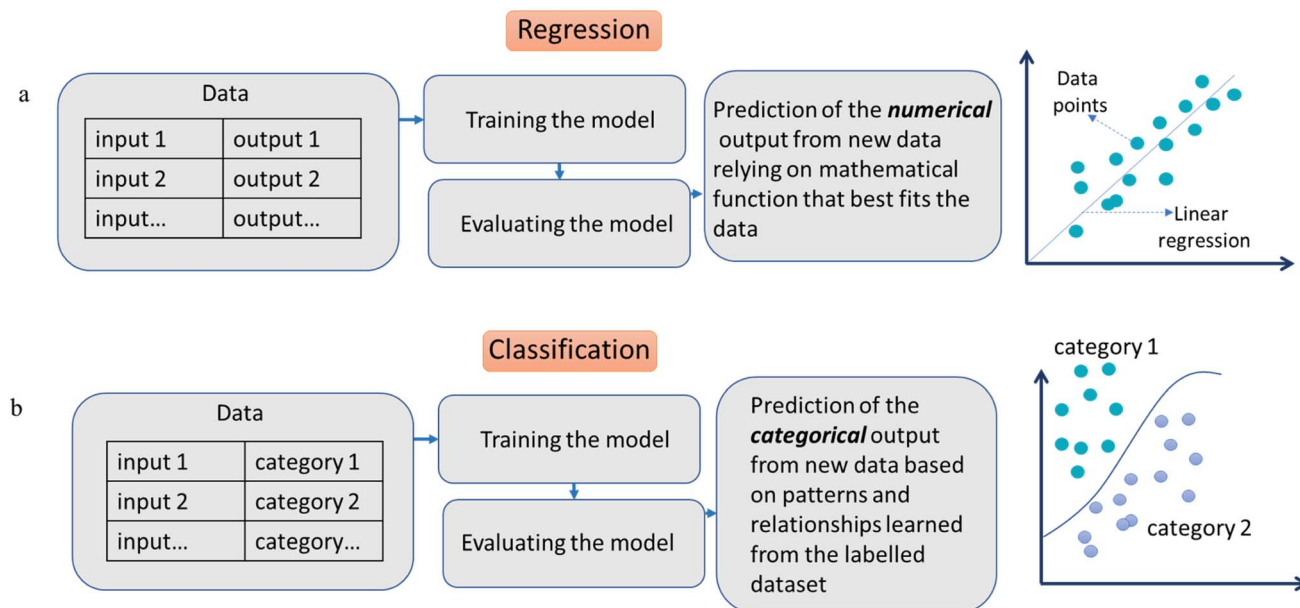 Regression
a
Data
input 1 output 1
input 2 output 2
input... output...
Training the model
Evaluating the model
Prediction of the numerical
output from new data
relying on mathematical
function that best fits the
data
Data
points
Linear
regression
Classification
b
Data
input 1 category 1
input 2 category 2
input... category...
Training the model
Evaluating the model
Prediction of the
categorical output
from new data based
on patterns and
relationships learned
from the labelled
dataset
category 1
category 2